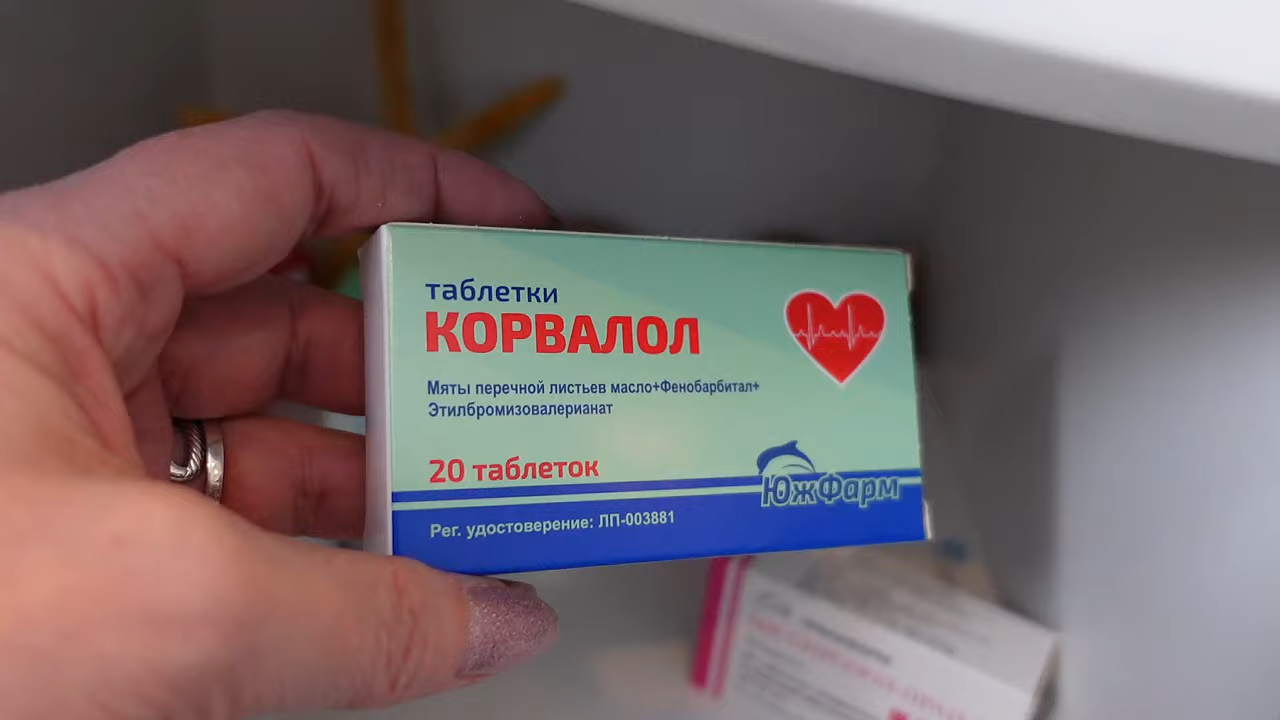 таблетки
КОРВАЛОЛ
Мяты перечной листьев масло+Фенобарбитал+
Этилбромизовалерианат
20 таблеток
ЮжФарм
Рег. удостоверение: ЛП-003881